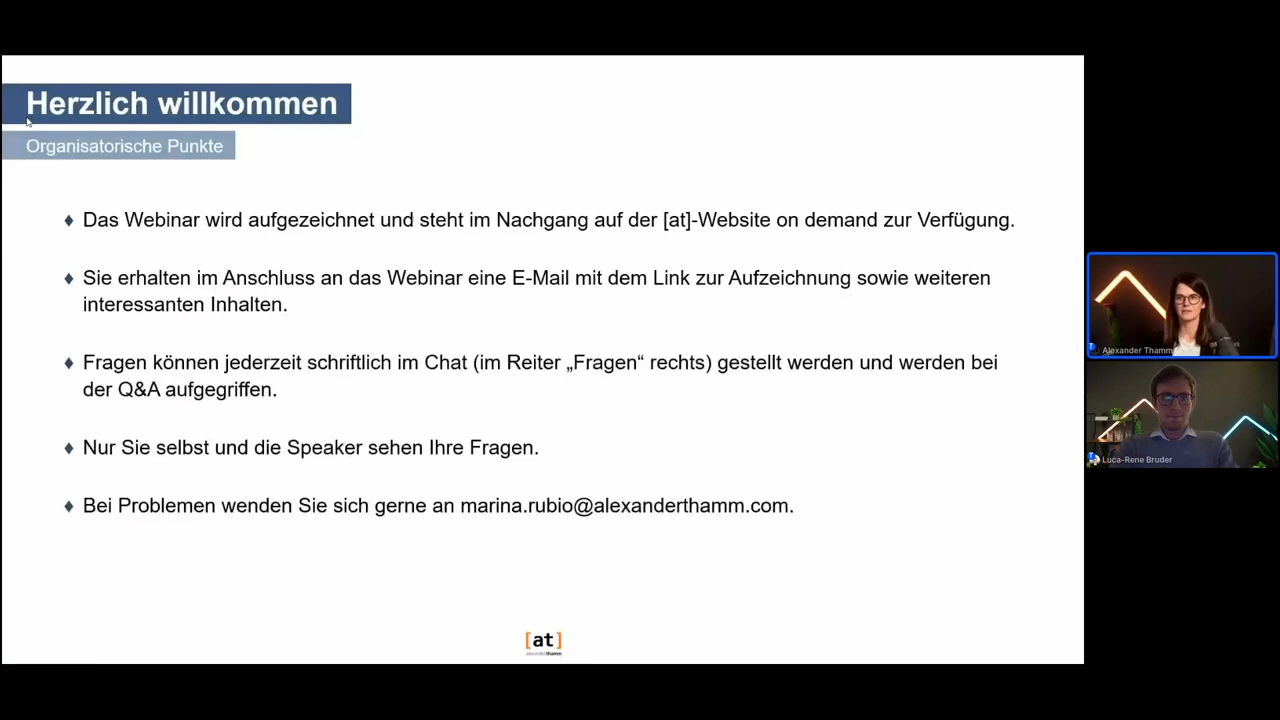 Herzlich willkommen
Organisatorische Punkte
♦ Das Webinar wird aufgezeichnet und steht im Nachgang auf der [at]-Website on demand zur Verfügung.
♦ Sie erhalten im Anschluss an das Webinar eine E-Mail mit dem Link zur Aufzeichnung sowie weiteren
interessanten Inhalten.
♦ Fragen können jederzeit schriftlich im Chat (im Reiter „Fragen“ rechts) gestellt werden und werden bei
der Q&A aufgegriffen.
♦ Nur Sie selbst und die Speaker sehen Ihre Fragen.
♦ Bei Problemen wenden Sie sich gerne an marina.rubio@alexanderthamm.com.
[at]
alexanderthamm
Alexander Thamm
Luca-Rene Bruder